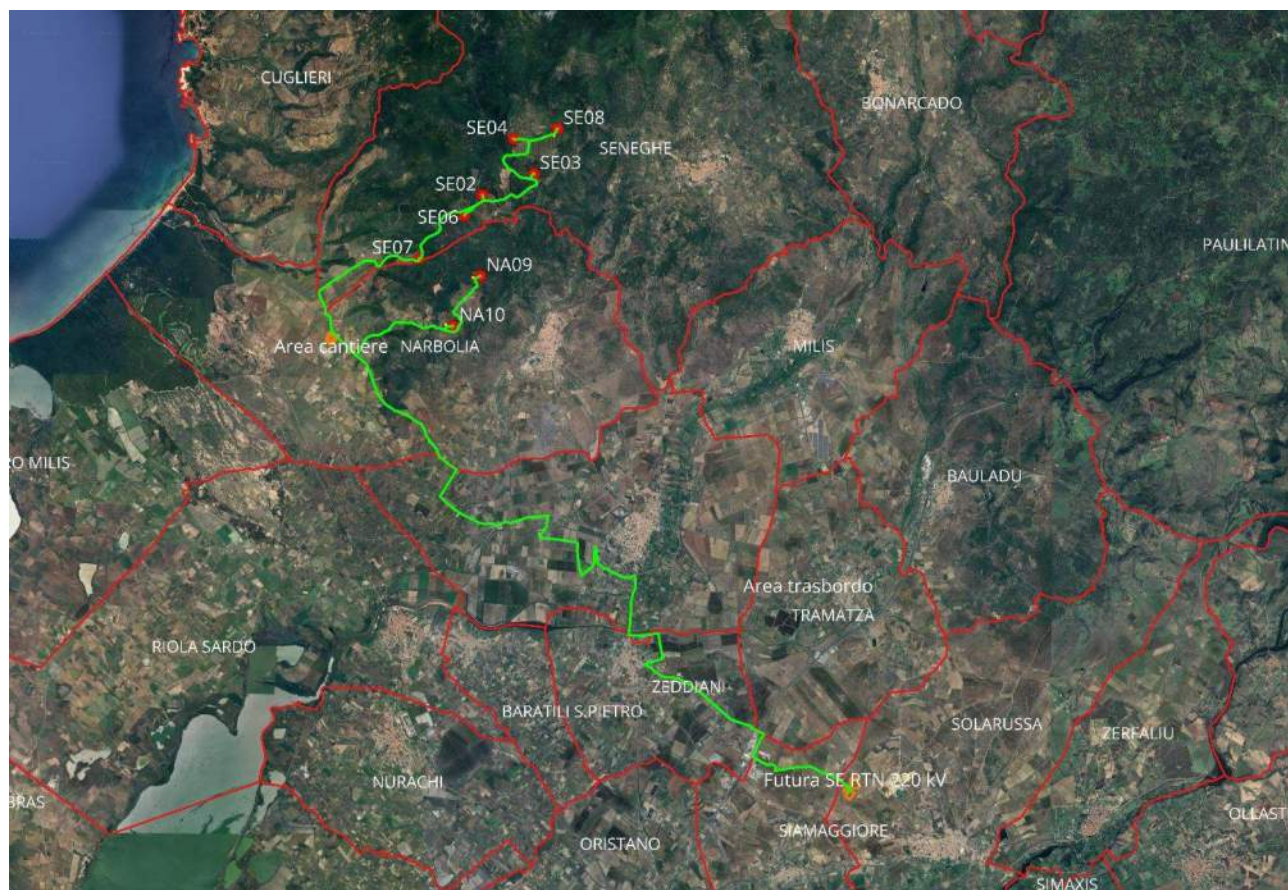 CUGLIERI
BONARCADO
SE04
SE08
SENEGHE
SE03
SE02
SE06
SE07
PAULILATIN
NA09
NA10
Area cantiere
NARBOLIA
MILIS
RO MILIS
BAULADU
Area trasbordo
TRAMATZA
RIOLA SARDO
ZEDDIANI
BARATILI S.PIETRO
SOLARUSSA
ZERFALIU
NURACHI
Futura SE RTN 220 kV
BRAS
OLLAST
ORISTANO
SIAMAGGIORE
SIMAXIS